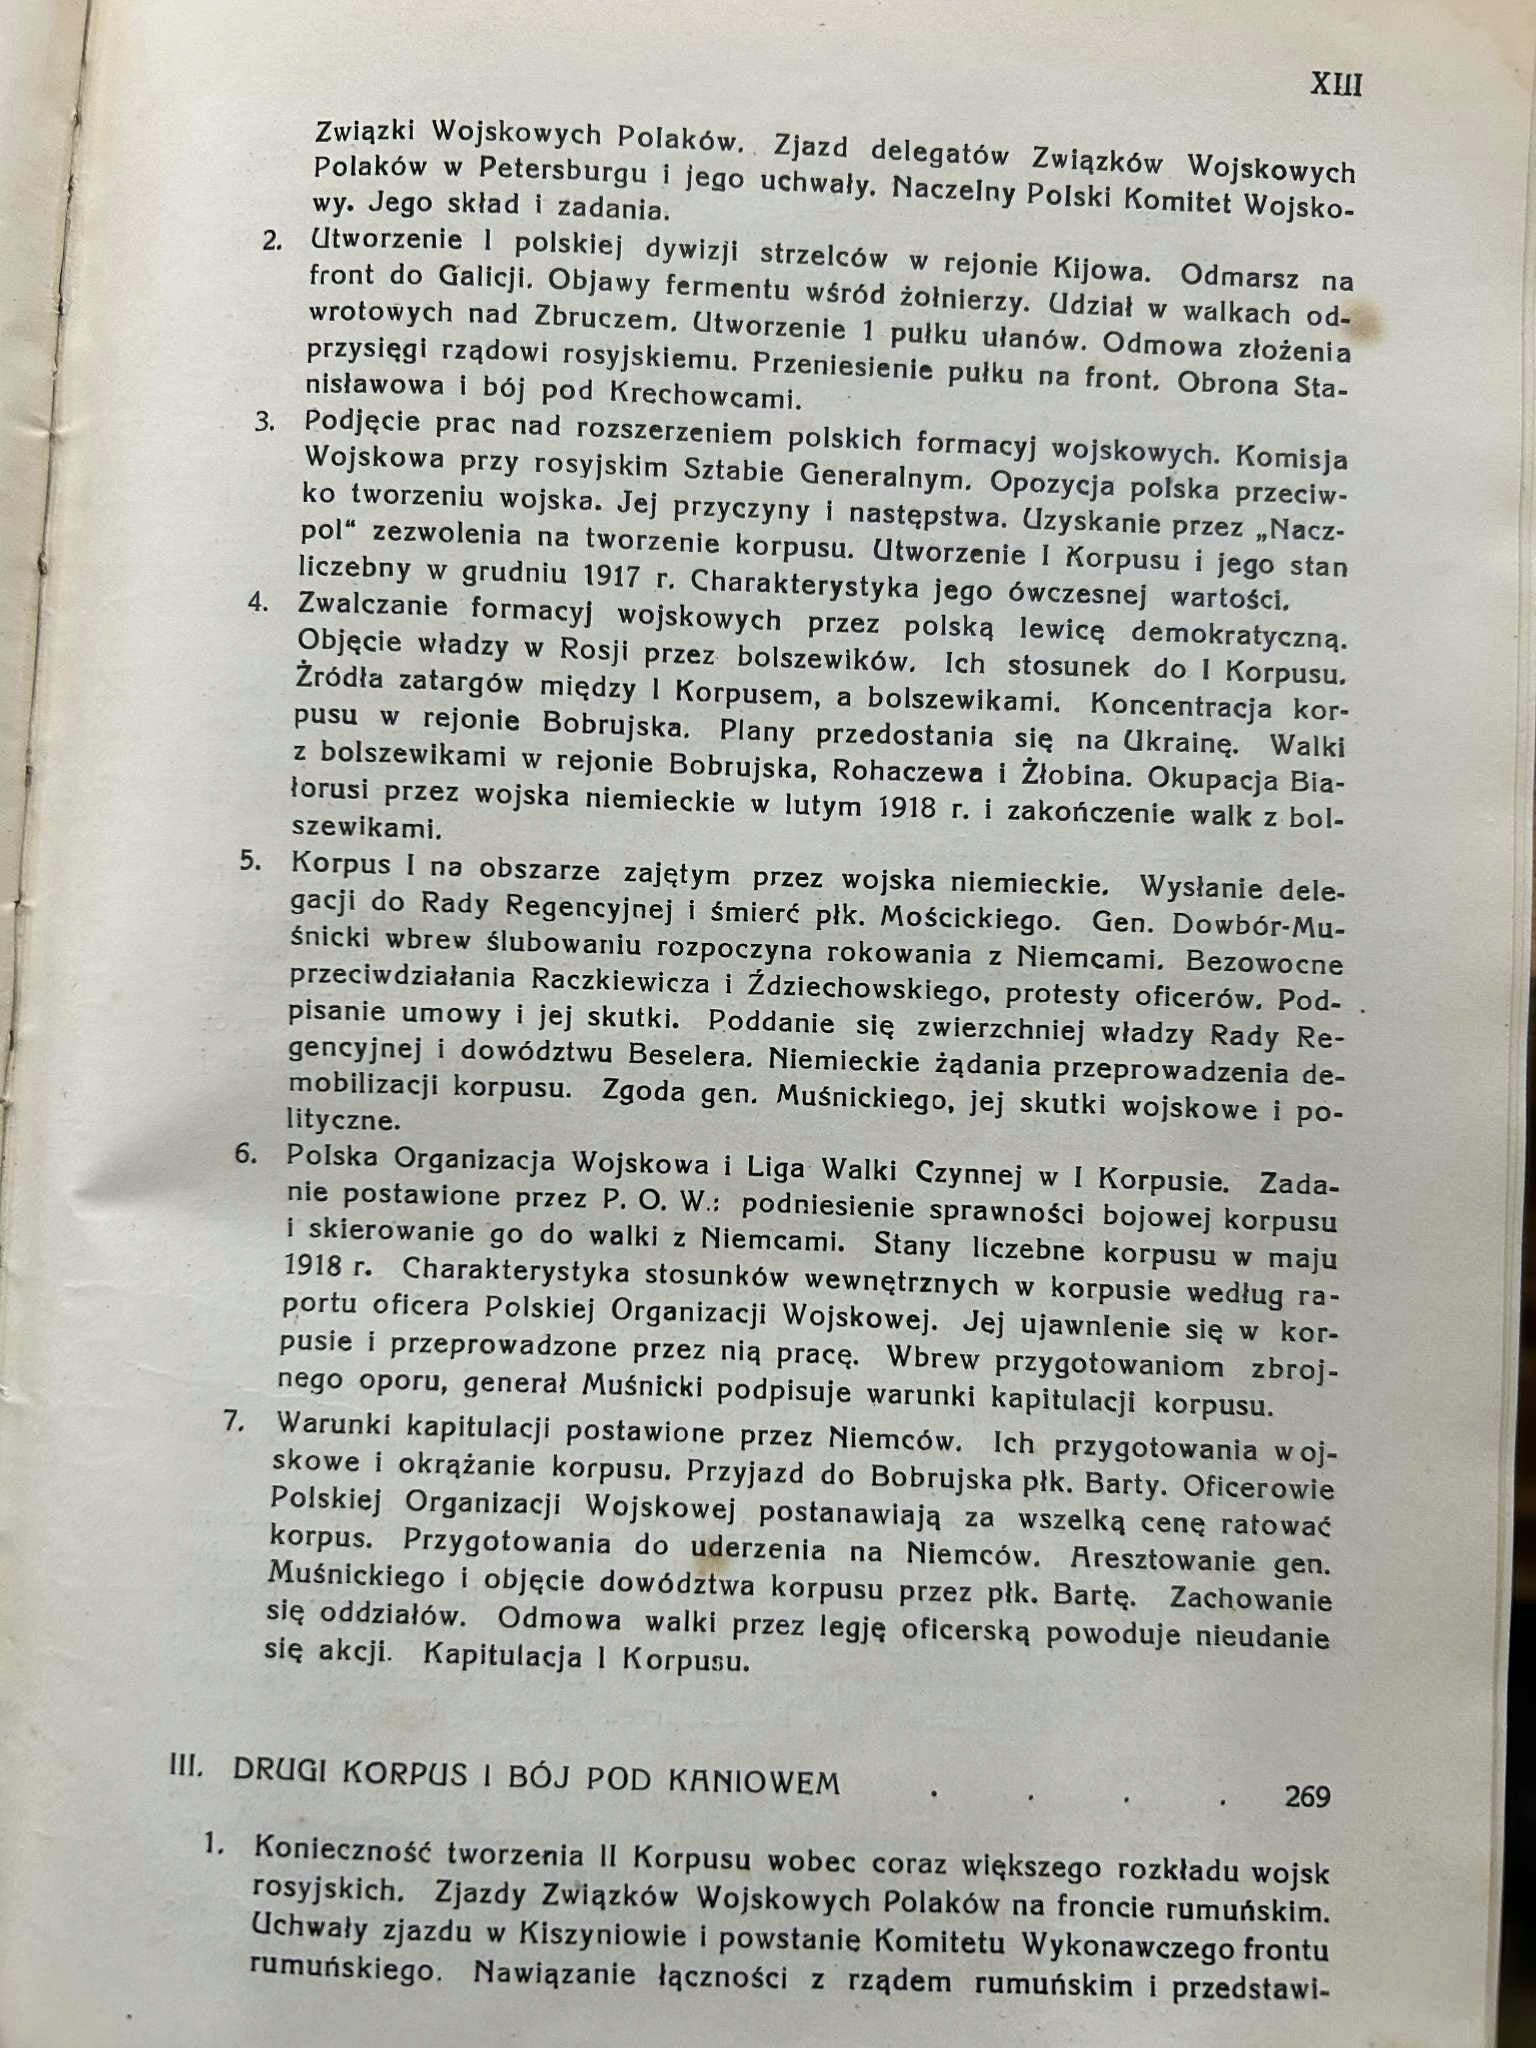 XIII
Związki Wojskowych Polaków. Zjazd delegatów Związków Wojskowych
Polaków w Petersburgu i jego uchwały. Naczelny Polski Komitet Wojsko-
wy. Jego skład i zadania.
2. Utworzenie I polskiej dywizji strzelców w rejonie Kijowa. Odmarsz na
front do Galicji. Objawy fermentu wśród żołnierzy. Udział w walkach od-
wrotowych nad Zbruczem. Utworzenie 1 pułku ułanów. Odmowa złożenia
przysięgi rządowi rosyjskiemu. Przeniesienie pułku na front. Obrona Sta-
nisławowa i bój pod Krechowcami.
3. Podjęcie prac nad rozszerzeniem polskich formacyj wojskowych. Komisja
Wojskowa przy rosyjskim Sztabie Generalnym. Opozycja polska przeciw-
ko tworzeniu wojska. Jej przyczyny i następstwa. Uzyskanie przez „Nacz-
pol“ zezwolenia na tworzenie korpusu. Utworzenie I Korpusu i jego stan
liczebny w grudniu 1917 r. Charakterystyka jego ówczesnej wartości.
4. Zwalczanie formacyj wojskowych przez polską lewicę demokratyczną.
Objęcie władzy w Rosji przez bolszewików. Ich stosunek do I Korpusu.
Żródła zatargów między I Korpusem, a bolszewikami. Koncentracja kor-
pusu w rejonie Bobrujska. Plany przedostania się na Ukrainę. Walki
z bolszewikami w rejonie Bobrujska, Rohaczewa i Żłobina. Okupacja Bia-
łorusi przez wojska niemieckie w lutym 1918 r. i zakończenie walk z bol-
szewikami.
5. Korpus I na obszarze zajętym przez wojska niemieckie. Wysłanie dele-
gacji do Rady Regencyjnej i śmierć płk. Mościckiego. Gen. Dowbór-Mu-
śnicki wbrew ślubowaniu rozpoczyna rokowania z Niemcami. Bezowocne
przeciwdziałania Raczkiewicza i Ździechowskiego, protesty oficerów. Pod-
pisanie umowy i jej skutki. Poddanie się zwierzchniej władzy Rady Re-
gencyjnej i dowództwu Beselera. Niemieckie żądania przeprowadzenia de-
mobilizacji korpusu. Zgoda gen. Muśnickiego, jej skutki wojskowe i po-
lityczne.
6. Polska Organizacja Wojskowa i Liga Walki Czynnej w I Korpusie. Zada-
nie postawione przez P. O. W.: podniesienie sprawności bojowej korpusu
i skierowanie go do walki z Niemcami. Stany liczebne korpusu w maju
1918 r. Charakterystyka stosunków wewnętrznych w korpusie według ra-
portu oficera Polskiej Organizacji Wojskowej. Jej ujawnienie się w kor-
pusie i przeprowadzone przez nią pracę. Wbrew przygotowaniom zbroj-
nego oporu, generał Muśnicki podpisuje warunki kapitulacji korpusu.
7. Warunki kapitulacji postawione przez Niemców. Ich przygotowania woj-
skowe i okrążanie korpusu. Przyjazd do Bobrujska płk. Barty. Oficerowie
Polskiej Organizacji Wojskowej postanawiają za wszelką cenę ratować
korpus. Przygotowania do uderzenia na Niemców. Aresztowanie gen.
Muśnickiego i objęcie dowództwa korpusu przez płk. Bartę. Zachowanie
się oddziałów. Odmowa walki przez legję oficerską powoduje nieudanie
się akcji. Kapitulacja I Korpusu.
III. DRUGI KORPUS I BÓJ POD KANIOWEM . . . . 269
1. Konieczność tworzenia II Korpusu wobec coraz większego rozkładu wojsk
rosyjskich. Zjazdy Związków Wojskowych Polaków na froncie rumuńskim.
Uchwały zjazdu w Kiszyniowie i powstanie Komitetu Wykonawczego frontu
rumuńskiego. Nawiązanie łączności z rządem rumuńskim i przedstawi-